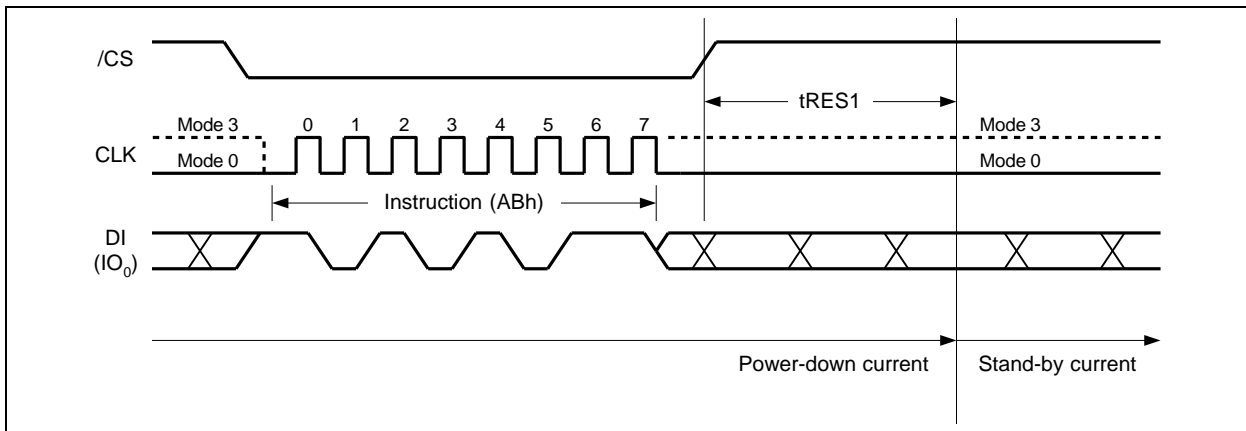 /CS
tRES1
Mode 3 0 1 2 3 4 5 6 7 Mode 3
CLK
Mode 0 Mode 0
Instruction (ABh)
DI
(IO0)
Power-down current Stand-by current